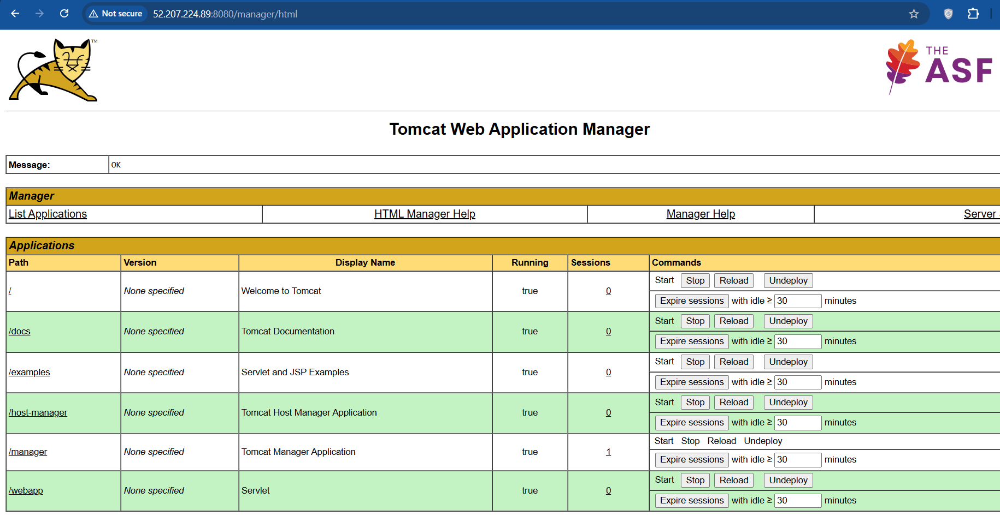 Not secure 52.207.224.89:8080/manager/html
TM
THE
ASF
Tomcat Web Application Manager
Message: OK
Manager
List Applications HTML Manager Help Manager Help Server
Applications
Path Version Display Name Running Sessions Commands
/ None specified Welcome to Tomcat true 0 Start Stop Reload Undeploy
Expire sessions with idle ≥ 30 minutes
/docs None specified Tomcat Documentation true 0 Start Stop Reload Undeploy
Expire sessions with idle ≥ 30 minutes
/examples None specified Servlet and JSP Examples true 0 Start Stop Reload Undeploy
Expire sessions with idle ≥ 30 minutes
/host-manager None specified Tomcat Host Manager Application true 0 Start Stop Reload Undeploy
Expire sessions with idle ≥ 30 minutes
/manager None specified Tomcat Manager Application true 1 Start Stop Reload Undeploy
Expire sessions with idle ≥ 30 minutes
/webapp None specified Servlet true 0 Start Stop Reload Undeploy
Expire sessions with idle ≥ 30 minutes